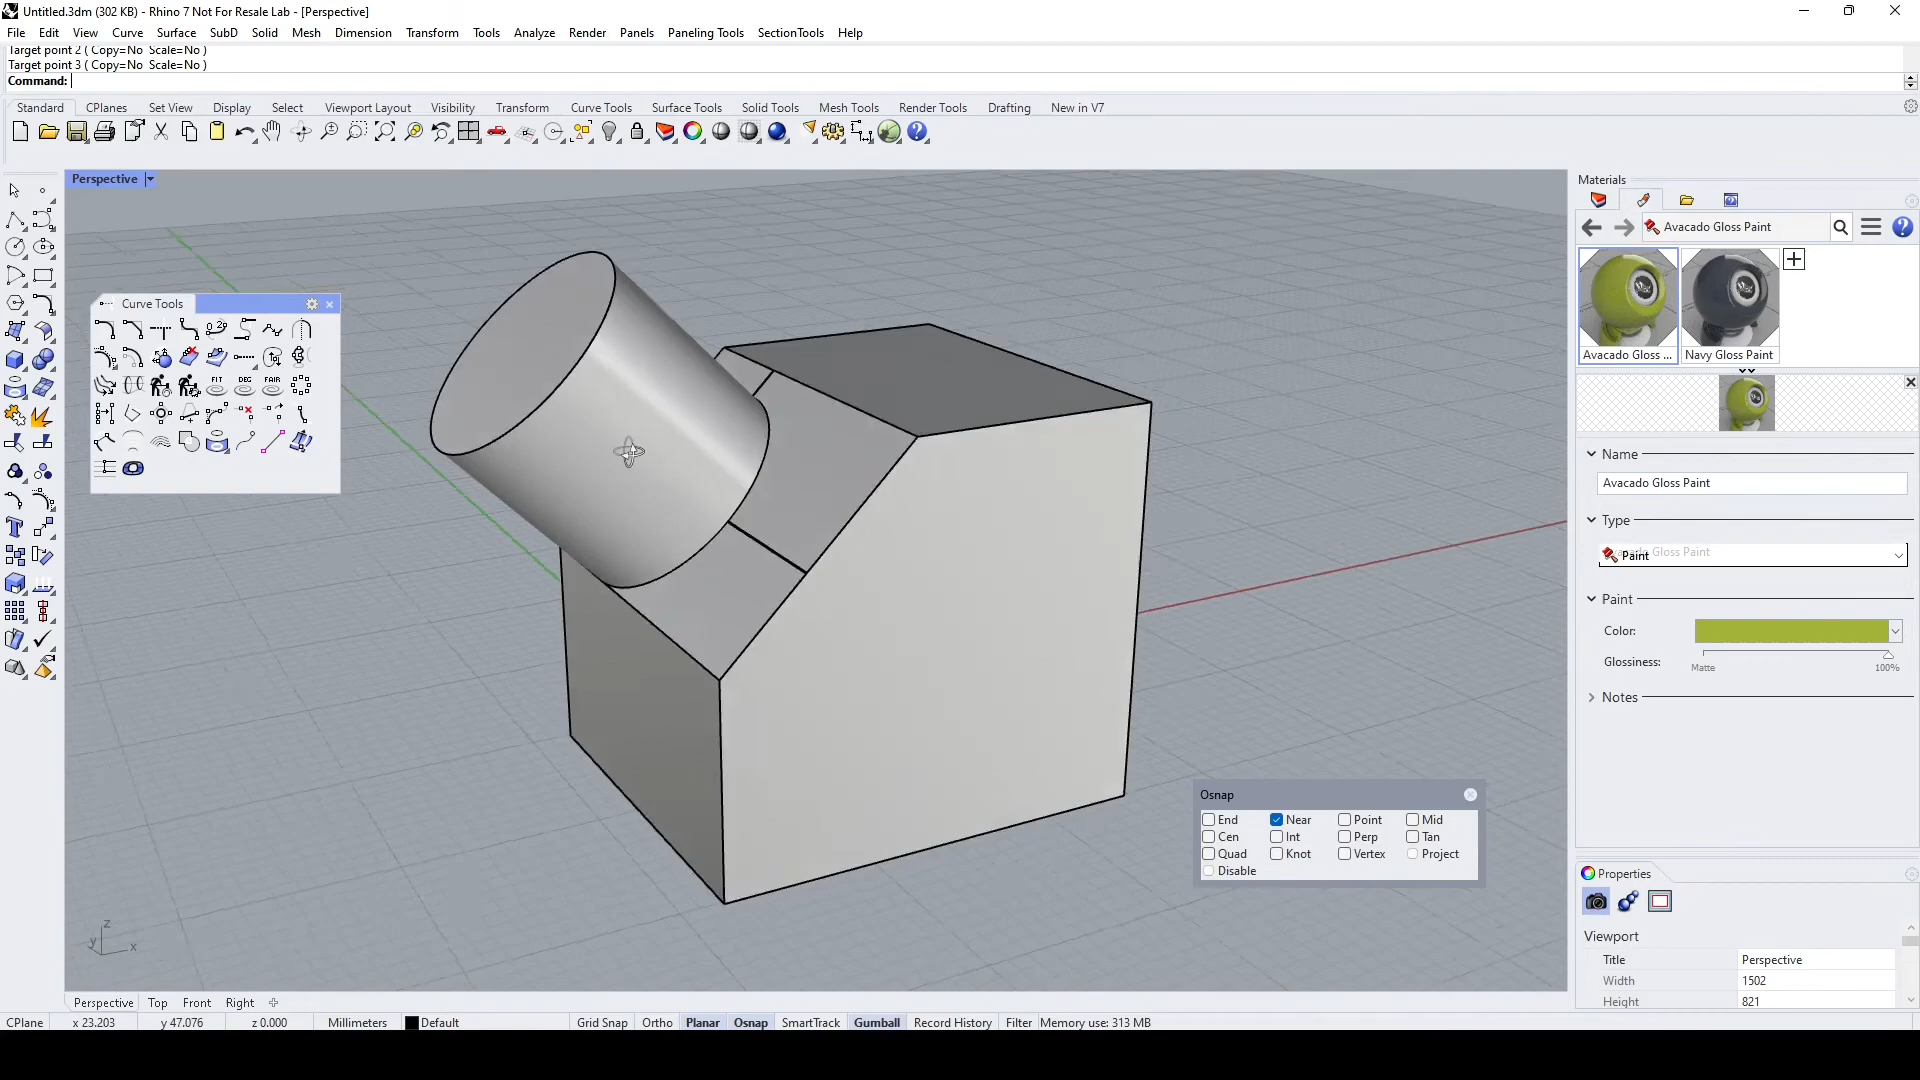 Untitled.3dm (302 KB) - Rhino 7 Not For Resale Lab - [Perspective]
File Edit View Curve Surface SubD Solid Mesh Dimension Transform Tools Analyze Render Panels Paneling Tools SectionTools Help
Target point 2 ( Copy=No Scale=No )
Target point 3 ( Copy=No Scale=No )
Command:
Standard CPlanes Set View Display Select Viewport Layout Visibility Transform Curve Tools Surface Tools Solid Tools Mesh Tools Render Tools Drafting New in V7
Perspective
Curve Tools
FIT DEG FAIR
z
y x
Materials
Avacado Gloss Paint
Avacado Gloss ... Navy Gloss Paint
Name
Avacado Gloss Paint
Type
Paint
Paint
Color:
Glossiness: Matte 100%
Notes
Osnap
End Near Point Mid
Cen Int Perp Tan
Quad Knot Vertex Project
Disable
Properties
Viewport
Title Perspective
Width 1502
Height 821
Perspective Top Front Right
CPlane x 23.203 y 47.076 z 0.000 Millimeters Default Grid Snap Ortho Planar Osnap SmartTrack Gumball Record History Filter Memory use: 313 MB